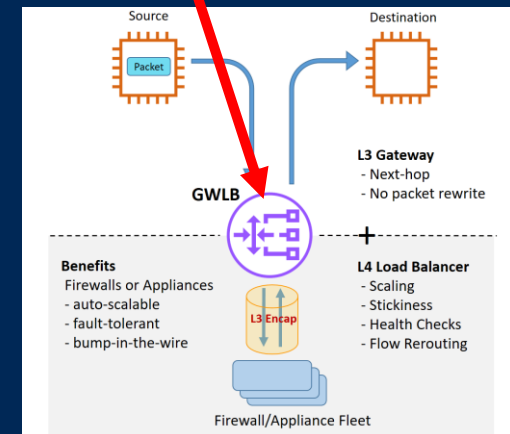 Source
Destination
Packet
L3 Gateway
- Next-hop
- No packet rewrite
GWLB
Benefits
Firewalls or Appliances
- auto-scalable
- fault-tolerant
- bump-in-the-wire
+
L4 Load Balancer
- Scaling
- Stickiness
- Health Checks
- Flow Rerouting
L3 Encap
Firewall/Appliance Fleet